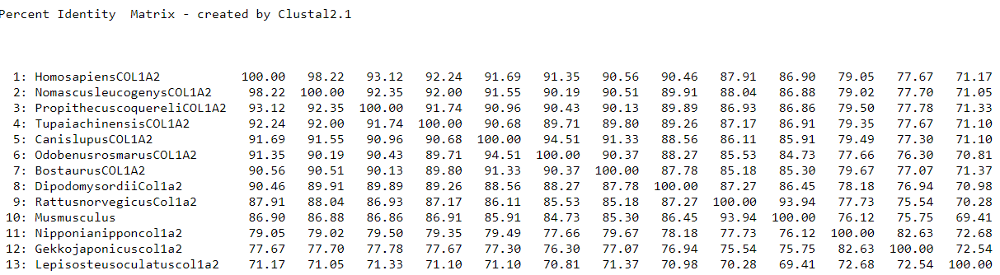 Percent Identity  Matrix - created by Clustal2.1
1: HomosapiensCOL1A2 100.00 98.22 93.12 92.24 91.69 91.35 90.56 90.46 87.91 86.90 79.05 77.67 71.17
2: NomascusleucogenysCOL1A2 98.22 100.00 92.35 92.00 91.55 90.19 90.51 89.91 88.04 86.88 79.02 77.70 71.05
3: PropithecuscoquereliCOL1A2 93.12 92.35 100.00 91.74 90.96 90.43 90.13 89.89 86.93 86.86 79.50 77.78 71.33
4: TupaiachinensisCOL1A2 92.24 92.00 91.74 100.00 90.68 89.71 89.80 89.26 87.17 86.91 79.35 77.67 71.10
5: CanislupusCOL1A2 91.69 91.55 90.96 90.68 100.00 94.51 91.33 88.56 86.11 85.91 79.49 77.30 71.10
6: OdobenusrosmarusCOL1A2 91.35 90.19 90.43 89.71 94.51 100.00 90.37 88.27 85.53 84.73 77.66 76.30 70.81
7: BostaurusCOL1A2 90.56 90.51 90.13 89.80 91.33 90.37 100.00 87.78 85.18 85.30 79.67 77.07 71.37
8: DipodomysordiiCol1a2 90.46 89.91 89.89 89.26 88.56 88.27 87.78 100.00 87.27 86.45 78.18 76.94 70.98
9: RattusnorvegicusCol1a2 87.91 88.04 86.93 87.17 86.11 85.53 85.18 87.27 100.00 93.94 77.73 75.54 70.28
10: Musmusculus 86.90 86.88 86.86 86.91 85.91 84.73 85.30 86.45 93.94 100.00 76.12 75.75 69.41
11: Nipponianipponcol1a2 79.05 79.02 79.50 79.35 79.49 77.66 79.67 78.18 77.73 76.12 100.00 82.63 72.68
12: Gekkojaponicuscol1a2 77.67 77.70 77.78 77.67 77.30 76.30 77.07 76.94 75.54 75.75 82.63 100.00 72.54
13: Lepisosteusoculatuscol1a2 71.17 71.05 71.33 71.10 71.10 70.81 71.37 70.98 70.28 69.41 72.68 72.54 100.00